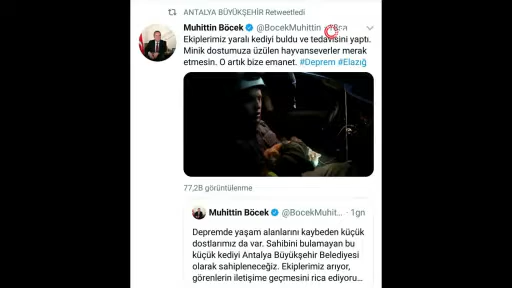 ANTALYA BÜYÜKŞEHİR Retweetledi
Muhittin Böcek @BocekMuhittin
Ekiplerimiz yaralı kediyi buldu ve tedavisini yaptı.
Minik dostumuza üzülen hayvanseverler merak
etmesin. O artık bize emanet. #Deprem #Elazığ
77,2B görüntülenme
Muhittin Böcek @BocekMuhit... · 1gn
Depremde yaşam alanlarını kaybeden küçük
dostlarımız da var. Sahibini bulamayan bu
küçük kediyi Antalya Büyükşehir Belediyesi
olarak sahipleneceğiz. Ekiplerimiz arıyor,
görenlerin iletişime geçmesini rica ediyoru...